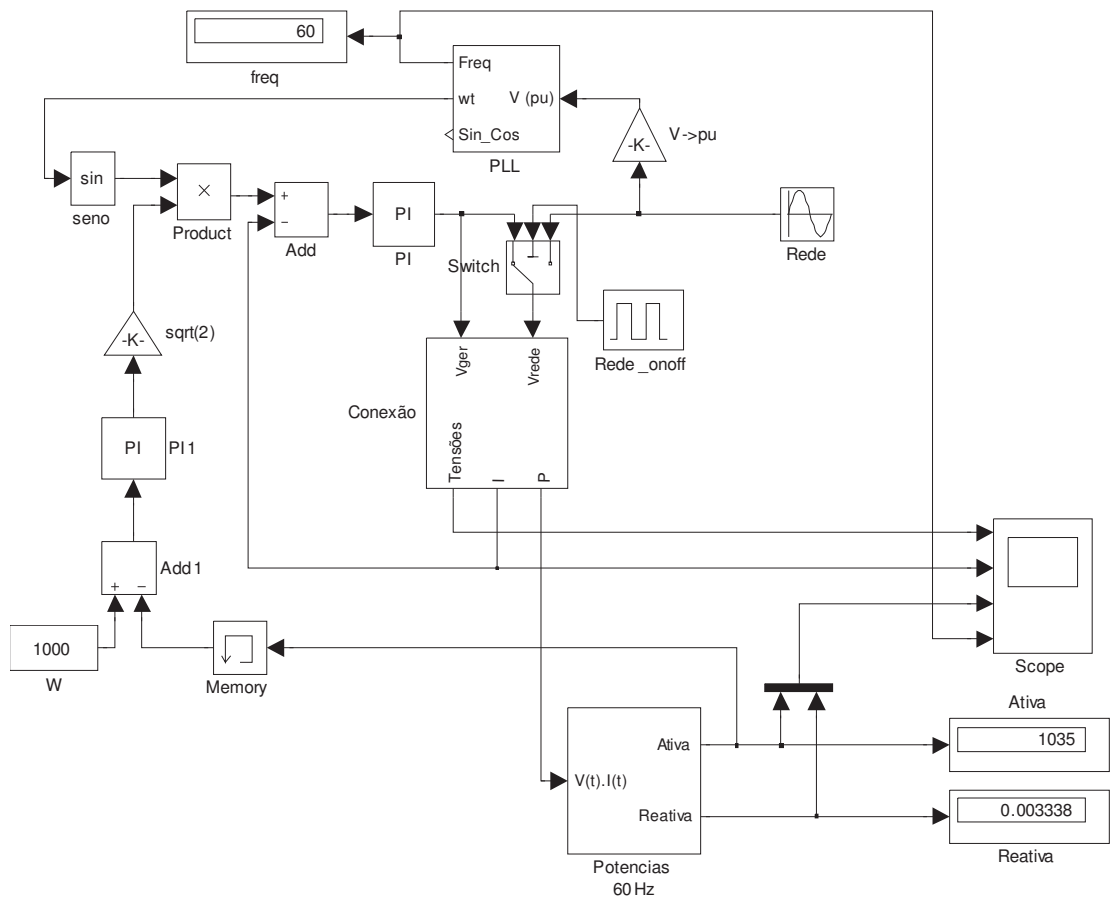 60
freq
Freq
wt
V (pu)
Sin_Cos
PLL
-K-
V->pu
sin
seno
×
Product
+
−
Add
PI
PI
Switch
Rede
Rede _onoff
-K-
sqrt(2)
Vger
Vrede
Conexão
Tensões
I
P
PI
PI 1
+
−
Add 1
1000
W
Memory
Scope
Ativa
1035
Ativa
V(t).I(t)
Reativa
0.003338
Reativa
Potencias
60 Hz